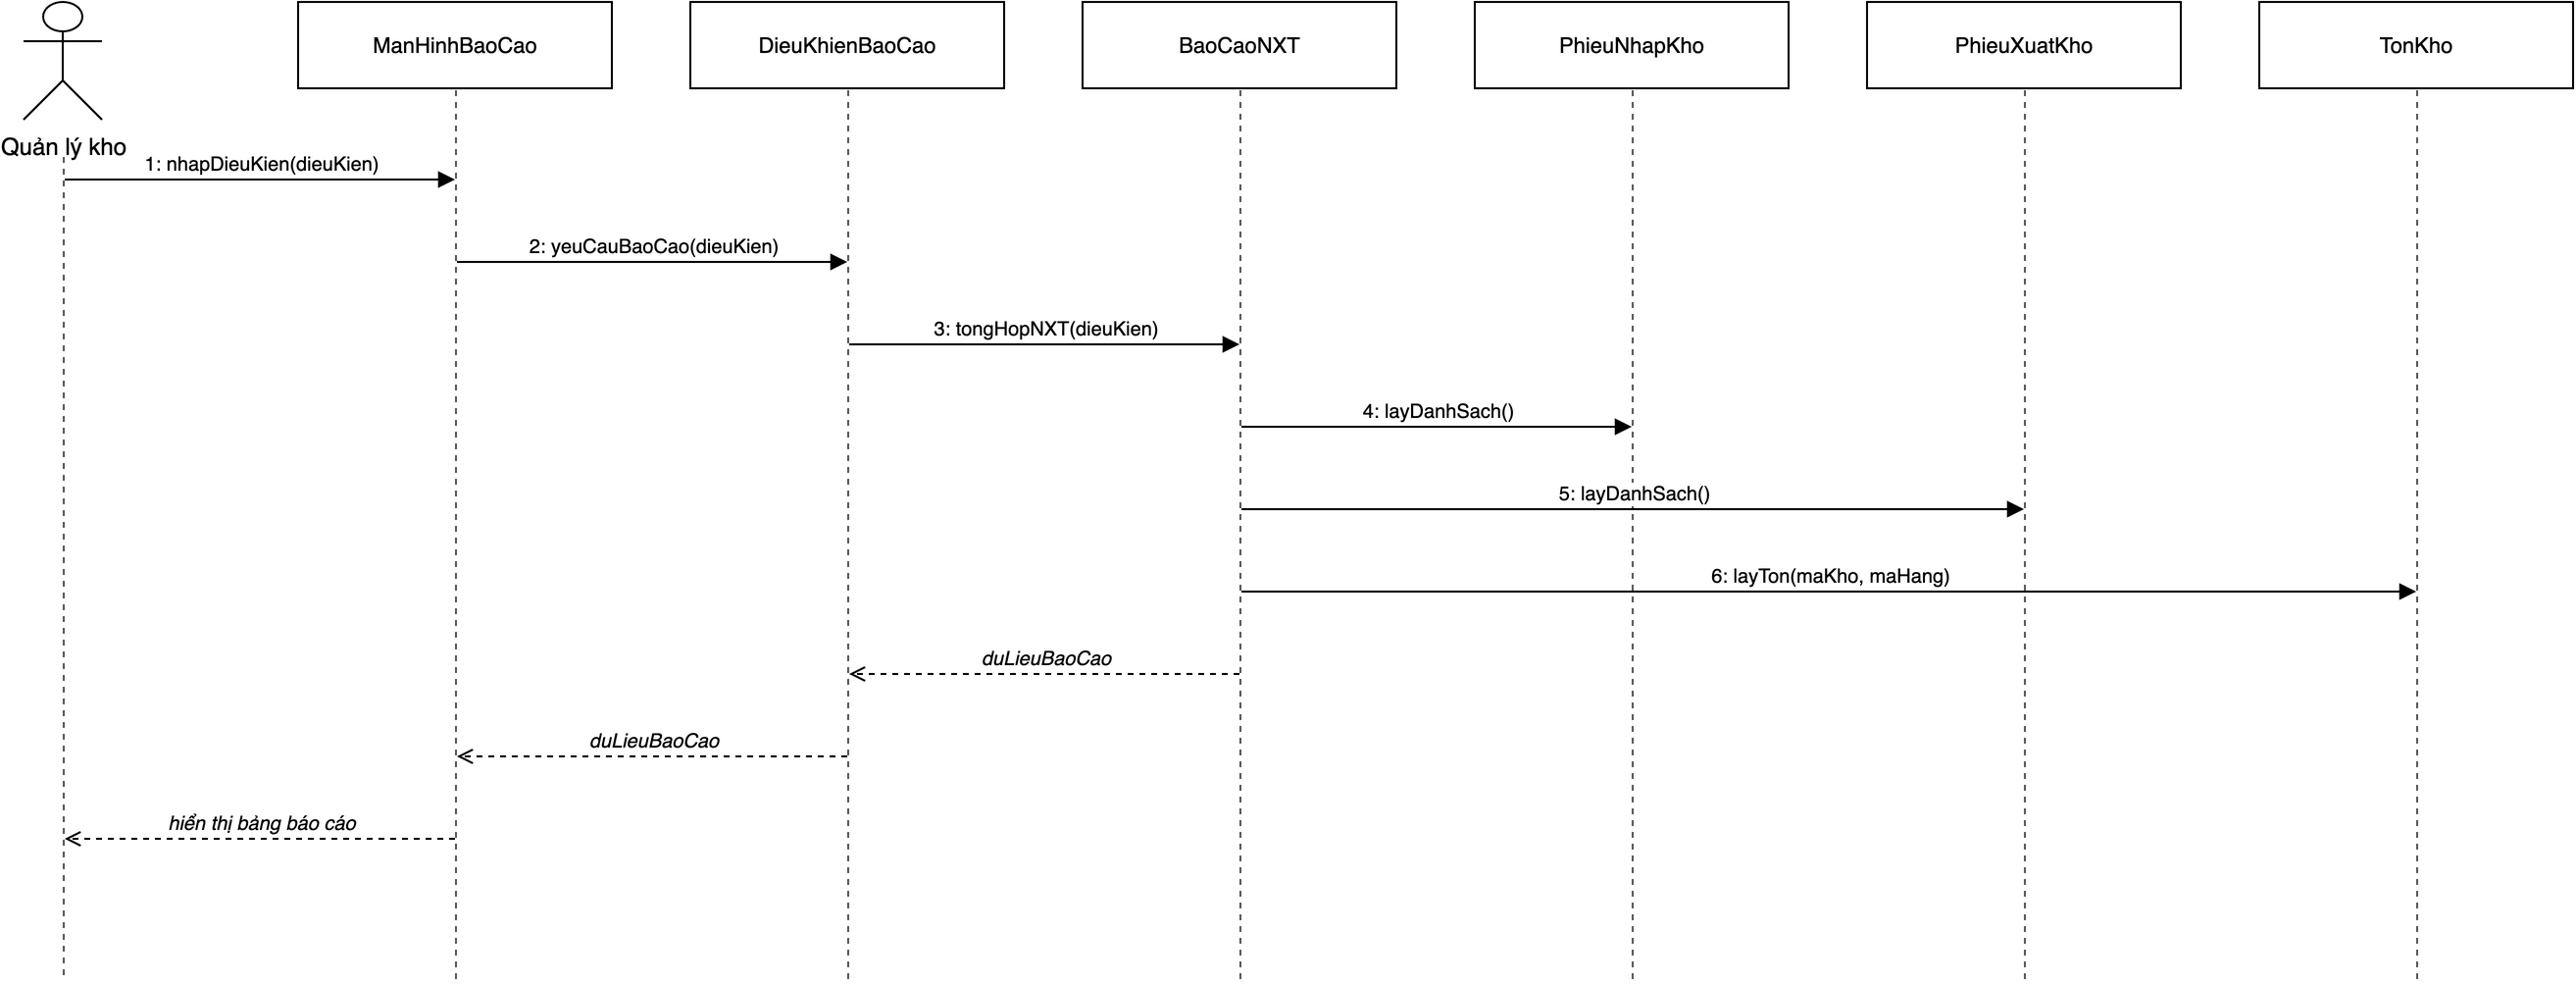 ManHinhBaoCao
DieuKhienBaoCao
BaoCaoNXT
PhieuNhapKho
PhieuXuatKho
TonKho
Quản lý kho
1: nhapDieuKien(dieuKien)
2: yeuCauBaoCao(dieuKien)
3: tongHopNXT(dieuKien)
4: layDanhSach()
5: layDanhSach()
6: layTon(maKho, maHang)
duLieuBaoCao
duLieuBaoCao
hiển thị bảng báo cáo